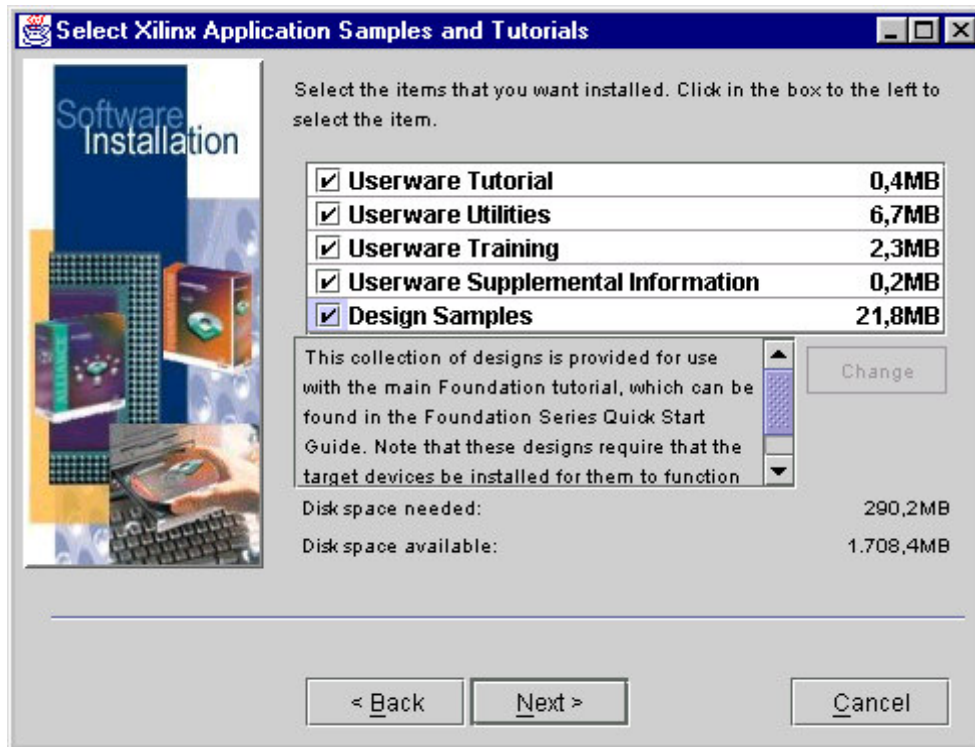 Select Xilinx Application Samples and Tutorials
Software
Installation
Select the items that you want installed. Click in the box to the left to
select the item.
Userware Tutorial 0,4MB
Userware Utilities 6,7MB
Userware Training 2,3MB
Userware Supplemental Information 0,2MB
Design Samples 21,8MB
This collection of designs is provided for use
with the main Foundation tutorial, which can be
found in the Foundation Series Quick Start
Guide. Note that these designs require that the
target devices be installed for them to function
Change
Disk space needed: 290,2MB
Disk space available: 1.708,4MB
< Back
Next >
Cancel